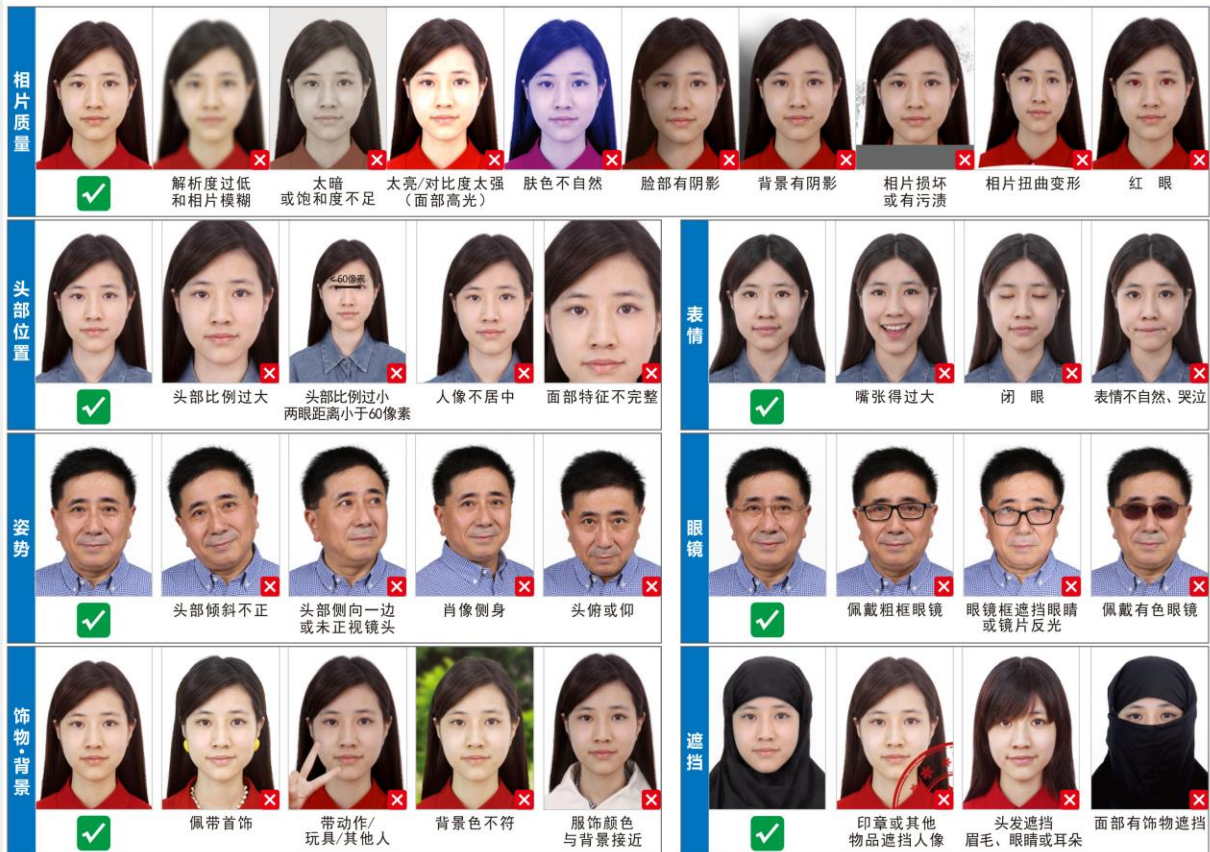 相片质量
解析度过低
和相片模糊
太暗
或饱和度不足
太亮/对比度太强
（面部高光）
肤色不自然
脸部有阴影
背景有阴影
相片损坏
或有污渍
相片扭曲变形
红 眼
头部位置
头部比例过大
<60像素
头部比例过小
两眼距离小于60像素
人像不居中
面部特征不完整
表情
嘴张得过大
闭 眼
表情不自然、哭泣
姿势
头部倾斜不正
头部侧向一边
或未正视镜头
肖像侧身
头俯或仰
眼镜
佩戴粗框眼镜
眼镜框遮挡眼睛
或镜片反光
佩戴有色眼镜
饰物·背景
佩带首饰
带动作/
玩具/其他人
背景色不符
服饰颜色
与背景接近
遮挡
印章或其他
物品遮挡人像
头发遮挡
眉毛、眼睛或耳朵
面部有饰物遮挡